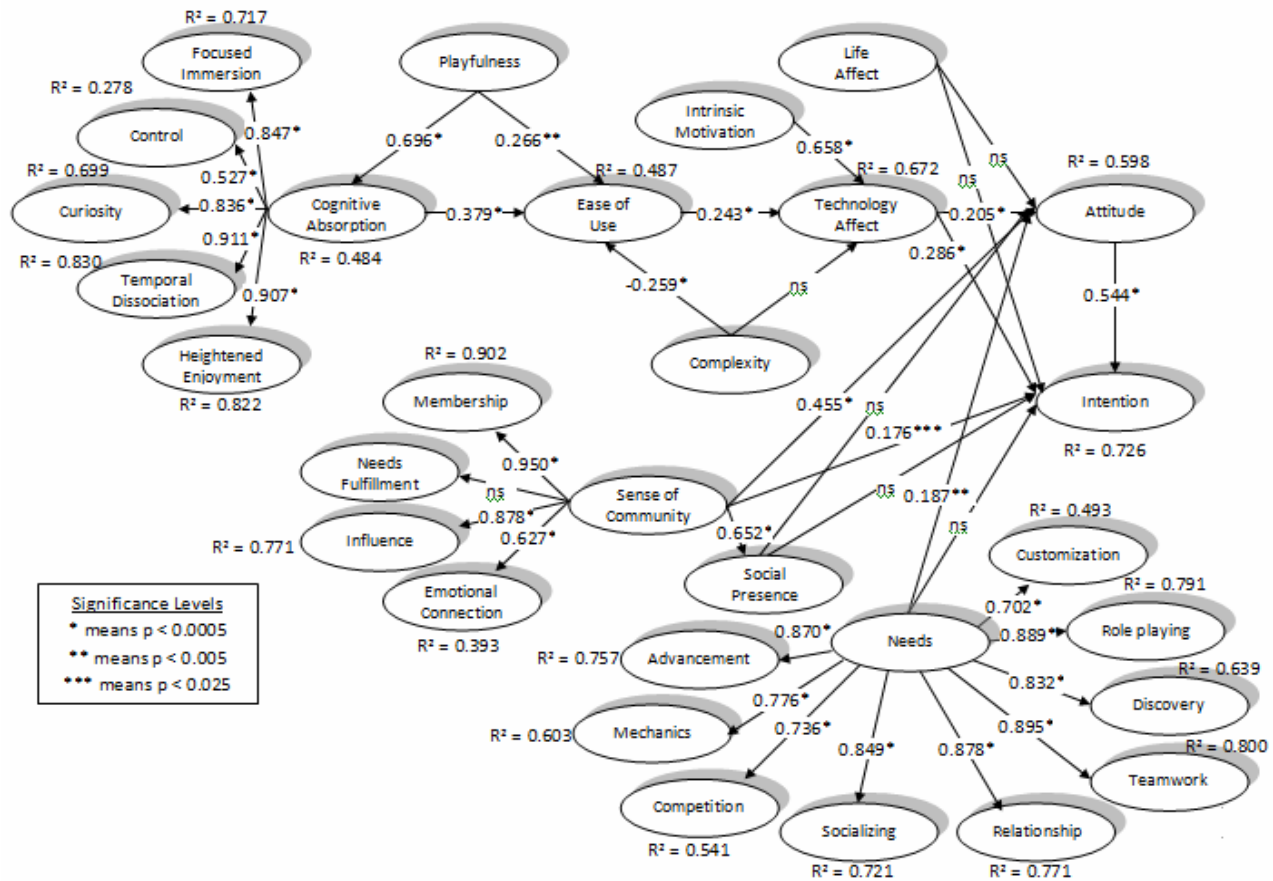 R² = 0.717
Focused
Immersion
Playfulness
Life
Affect
R² = 0.278
Intrinsic
Motivation
Control
0.847*
0.696*
0.266**
0.658*
ns
R² = 0.699
0.527*
R² = 0.487
R² = 0.672
ns
R² = 0.598
Curiosity
0.836*
Cognitive
Absorption
0.379*
Ease of
Use
0.243*
Technology
Affect
0.205*
Attitude
0.911*
R² = 0.484
0.286*
R² = 0.830
Temporal
Dissociation
0.907*
-0.259*
ns
0.544*
Heightened
Enjoyment
R² = 0.822
R² = 0.902
Complexity
Membership
0.455*
ns
Intention
0.176***
R² = 0.726
Needs
Fulfillment
0.950*
ns
Sense of
Community
ns
0.187**
0.878*
R² = 0.493
R² = 0.771
Influence
0.627*
0.652*
ns
Customization
Emotional
Connection
R² = 0.393
Social
Presence
R² = 0.791
0.702*
Significance Levels
* means p < 0.0005
** means p < 0.005
*** means p < 0.025
0.870*
Needs
0.889*
Role playing
R² = 0.757
Advancement
0.832*
R² = 0.639
0.776*
Discovery
R² = 0.603
Mechanics
0.736*
0.849*
0.878*
0.895*
R² = 0.800
Teamwork
Competition
R² = 0.541
Socializing
R² = 0.721
Relationship
R² = 0.771